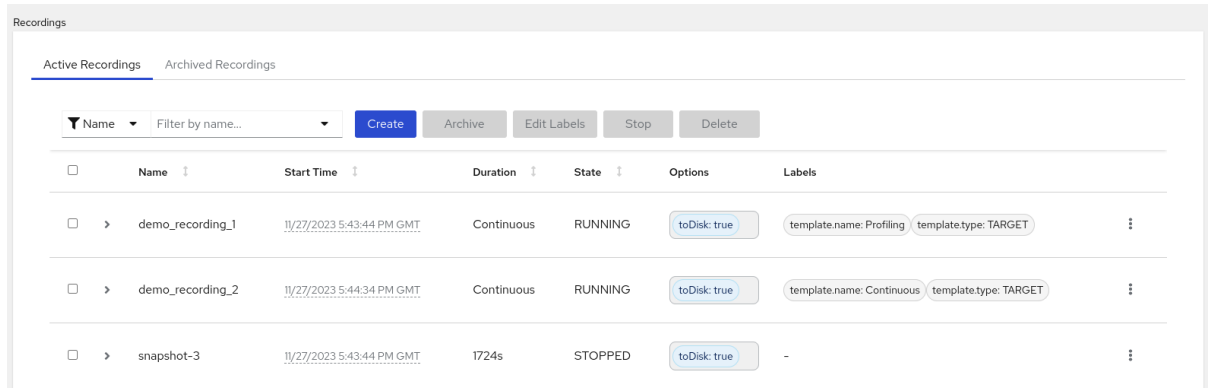 Recordings
Active Recordings Archived Recordings
Name Filter by name... Create Archive Edit Labels Stop Delete
Name Start Time Duration State Options Labels
demo_recording_1 11/27/2023 5:43:44 PM GMT Continuous RUNNING toDisk: true template.name: Profiling template.type: TARGET
demo_recording_2 11/27/2023 5:44:34 PM GMT Continuous RUNNING toDisk: true template.name: Continuous template.type: TARGET
snapshot-3 11/27/2023 5:43:44 PM GMT 1724s STOPPED toDisk: true -